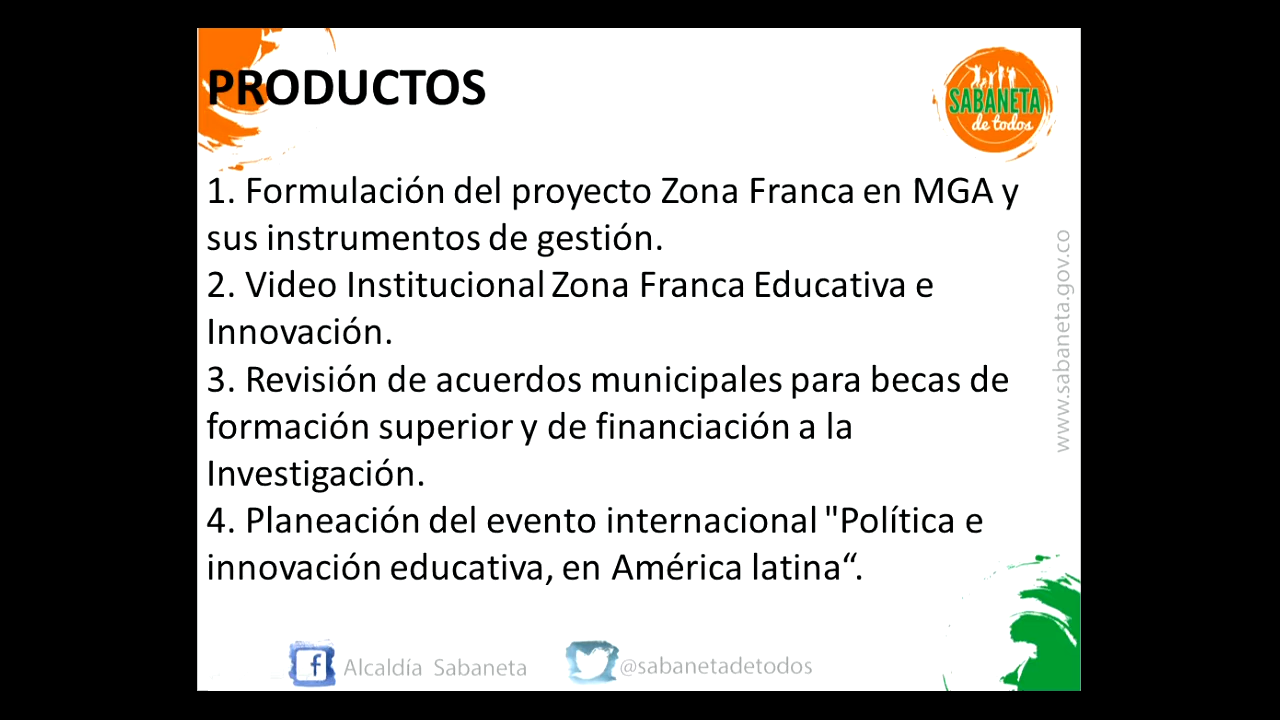 PRODUCTOS
SABANETA
de todos
1. Formulación del proyecto Zona Franca en MGA y
sus instrumentos de gestión.
2. Video Institucional Zona Franca Educativa e
Innovación.
3. Revisión de acuerdos municipales para becas de
formación superior y de financiación a la
Investigación.
4. Planeación del evento internacional "Política e
innovación educativa, en América latina“.
www.sabaneta.gov.co
f Alcaldía Sabaneta
@sabanetadetodos